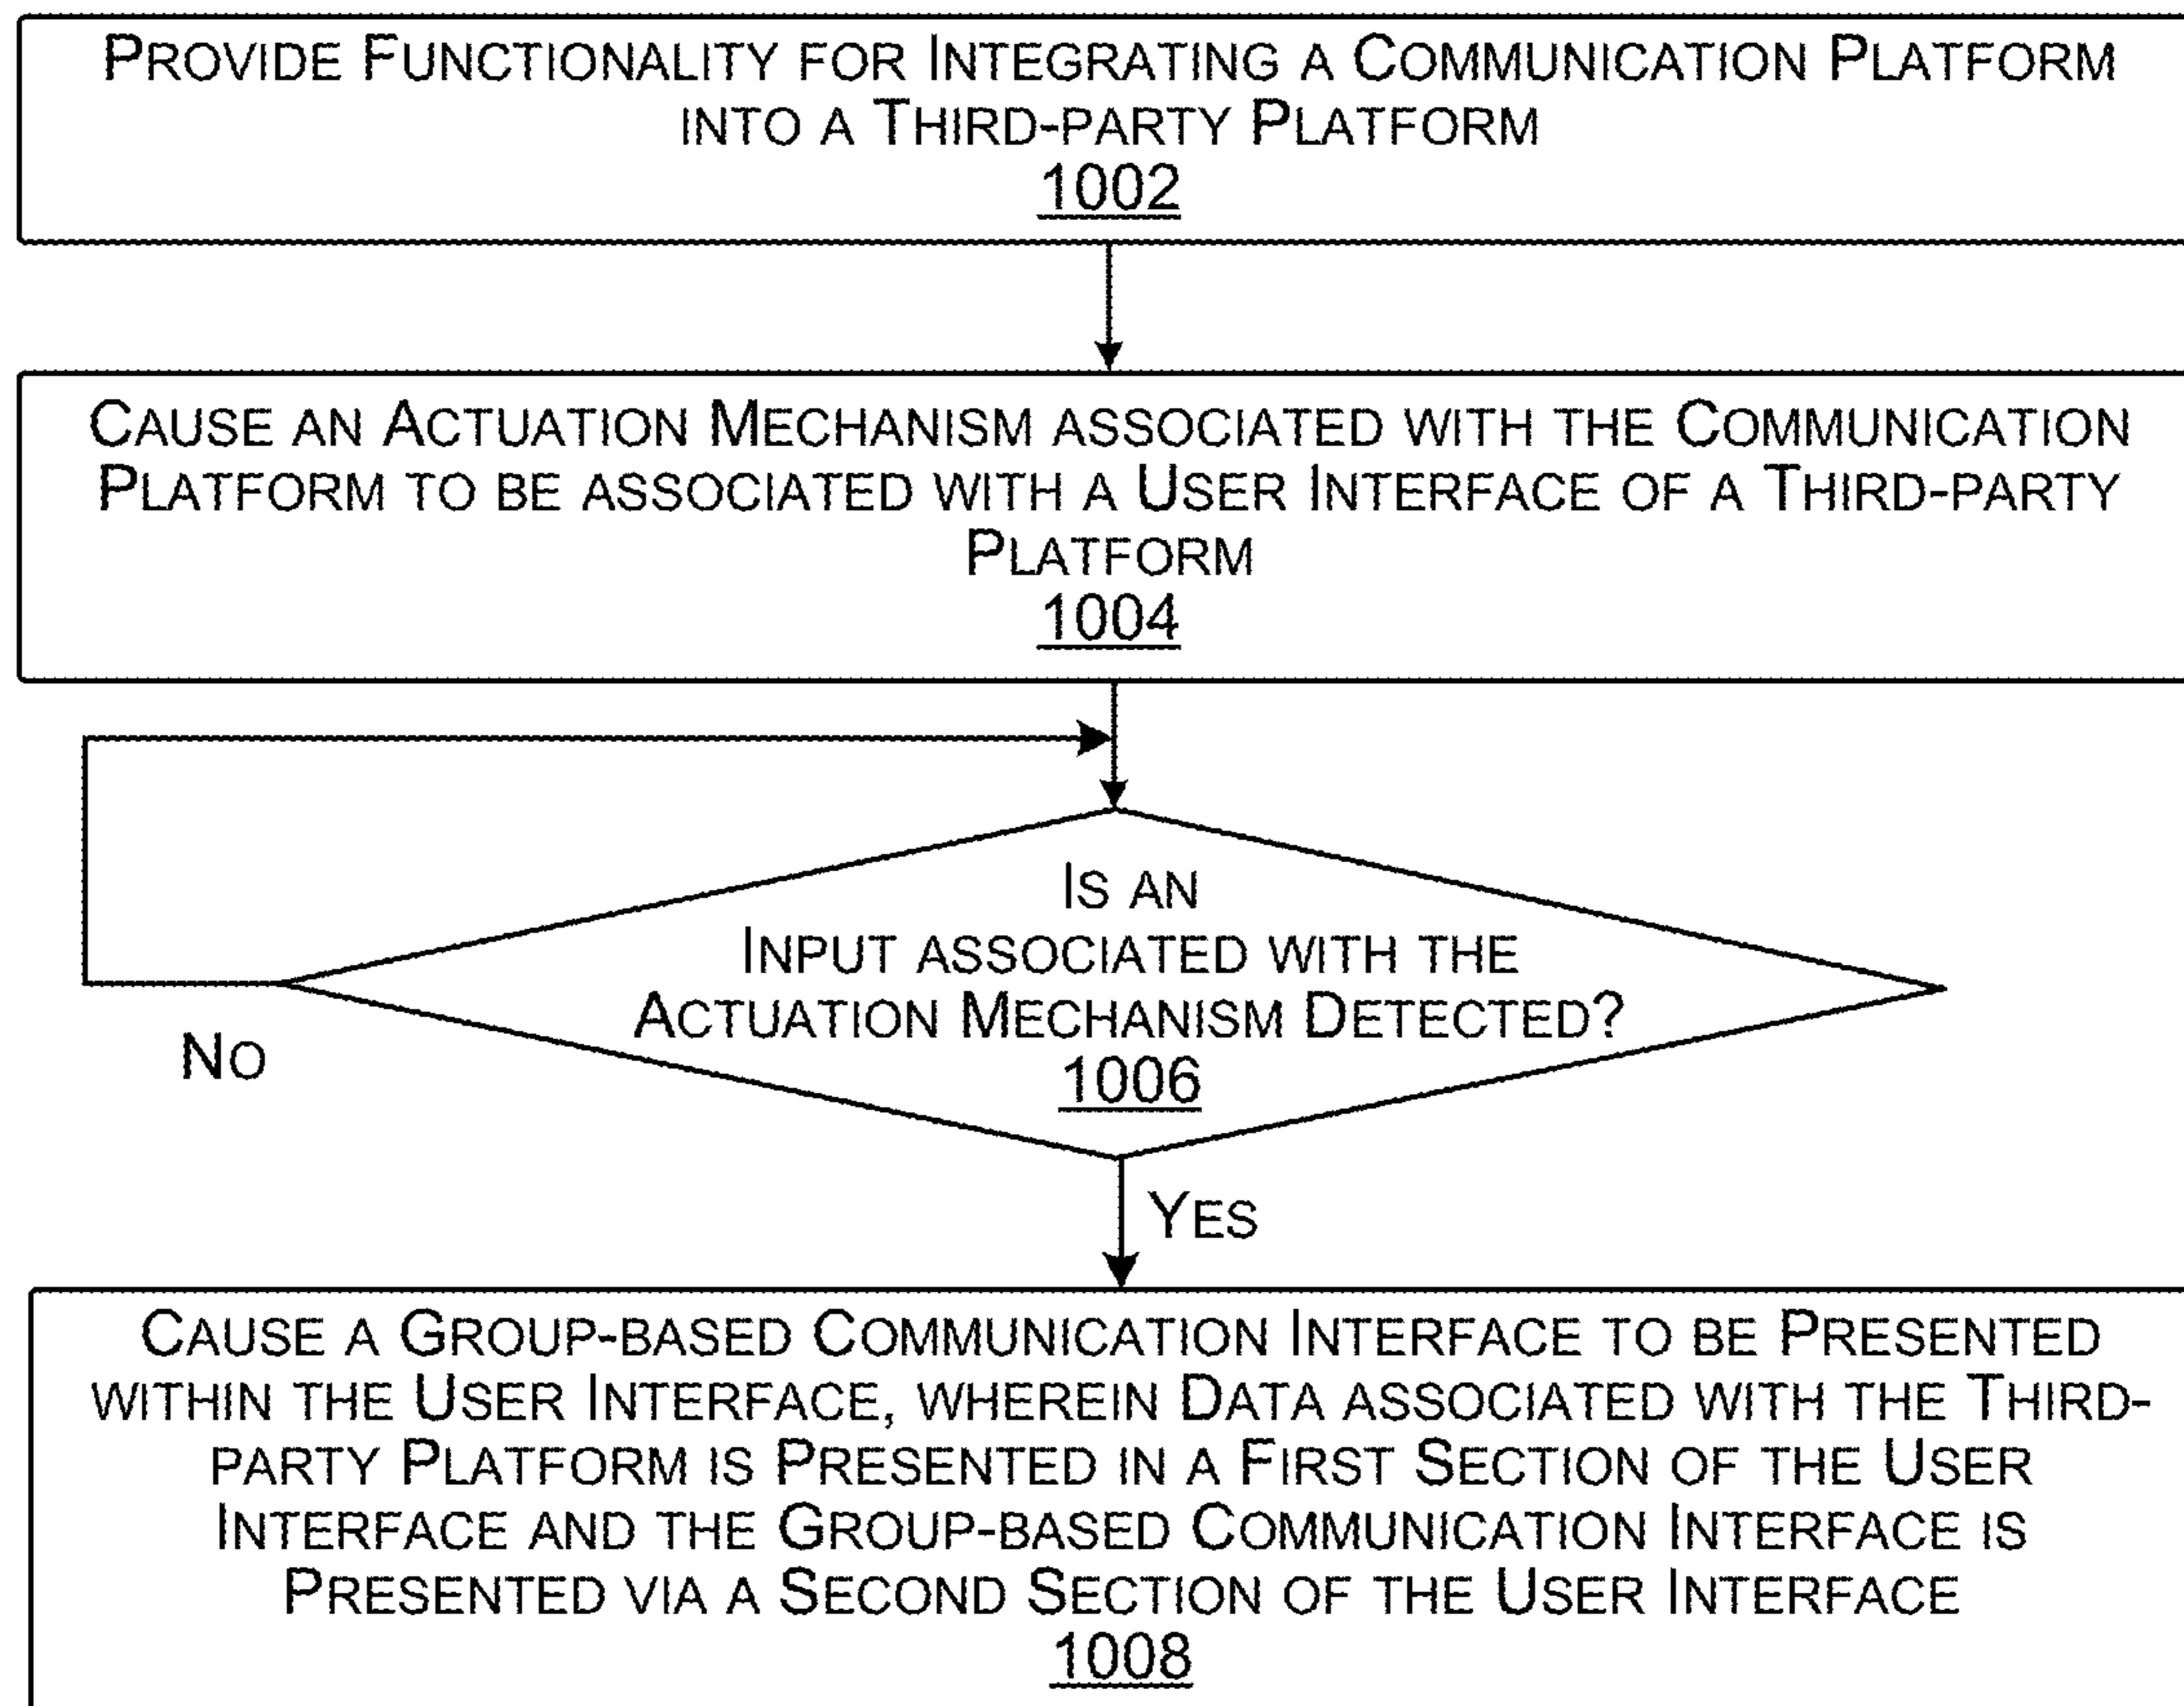 PROVIDE FUNCTIONALITY FOR INTEGRATING A COMMUNICATION PLATFORM
INTO A THIRD-PARTY PLATFORM
1002
CAUSE AN ACTUATION MECHANISM ASSOCIATED WITH THE COMMUNICATION
PLATFORM TO BE ASSOCIATED WITH A USER INTERFACE OF A THIRD-PARTY
PLATFORM
1004
IS AN
INPUT ASSOCIATED WITH THE
ACTUATION MECHANISM DETECTED?
1006
NO
YES
CAUSE A GROUP-BASED COMMUNICATION INTERFACE TO BE PRESENTED
WITHIN THE USER INTERFACE, WHEREIN DATA ASSOCIATED WITH THE THIRD-
PARTY PLATFORM IS PRESENTED IN A FIRST SECTION OF THE USER
INTERFACE AND THE GROUP-BASED COMMUNICATION INTERFACE IS
PRESENTED VIA A SECOND SECTION OF THE USER INTERFACE
1008